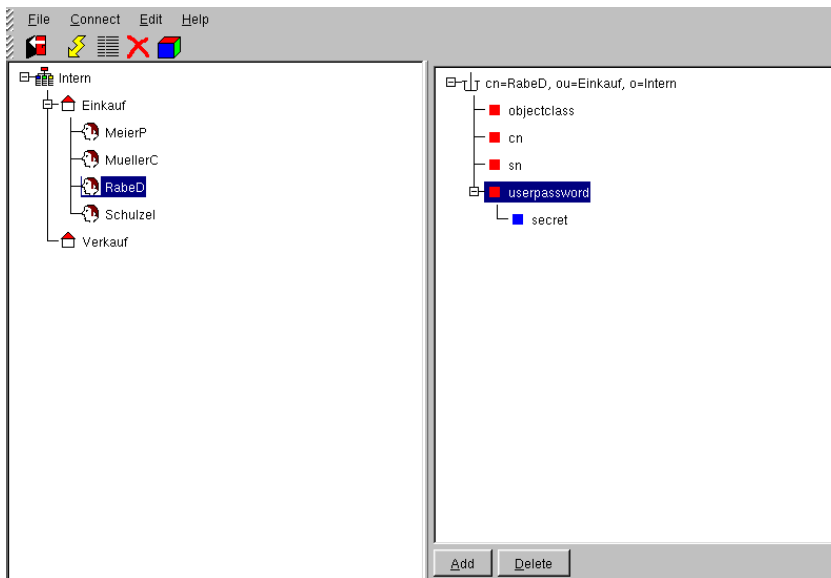 File Connect Edit Help
Intern
Einkauf
MeierP
MuellerC
RabeD
Schulzel
Verkauf
cn=RabeD, ou=Einkauf, o=Intern
objectclass
cn
sn
userpassword
secret
Add Delete